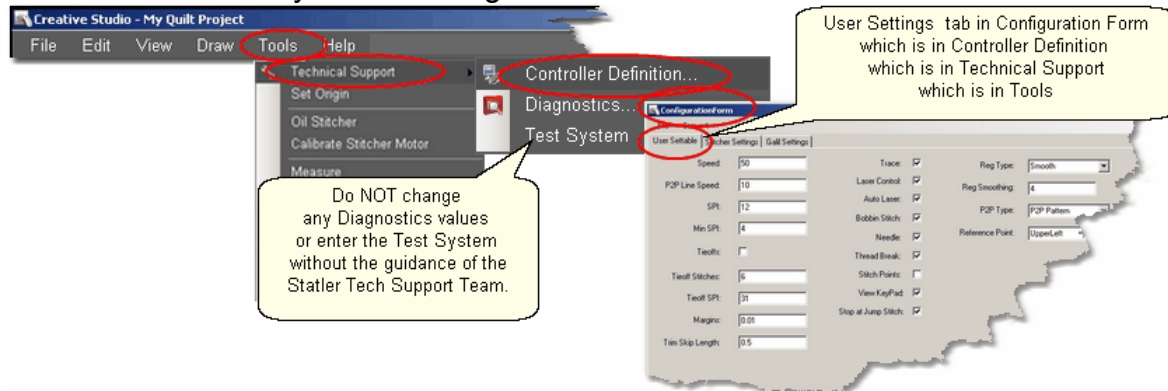 Creative Studio - My Quilt Project
File Edit View Draw Tools Help
Technical Support
Set Origin
Oil Stitcher
Calibrate Stitcher Motor
Measure
Controller Definition...
Diagnostics...
Test System
User Settings tab in Configuration Form
which is in Controller Definition
which is in Technical Support
which is in Tools
Do NOT change
any Diagnostics values
or enter the Test System
without the guidance of the
Statler Tech Support Team.
ConfigurationForm
User Settable Stitcher Settings Galil Settings
Speed: 50
P2P Line Speed: 10
SPI: 12
Min SPI: 4
Tieoffs:
Tieoff Stitches: 6
Tieoff SPI: 31
Margins: 0.01
Trim Skip Length: 0.5
Trace:
Laser Control:
Auto Laser:
Bobbin Stitch:
Needle:
Thread Break:
Stitch Points:
View KeyPad:
Stop at Jump Stitch:
Reg Type: Smooth
Reg Smoothing: 4
P2P Type: P2P Pattern
Reference Point: UpperLeft